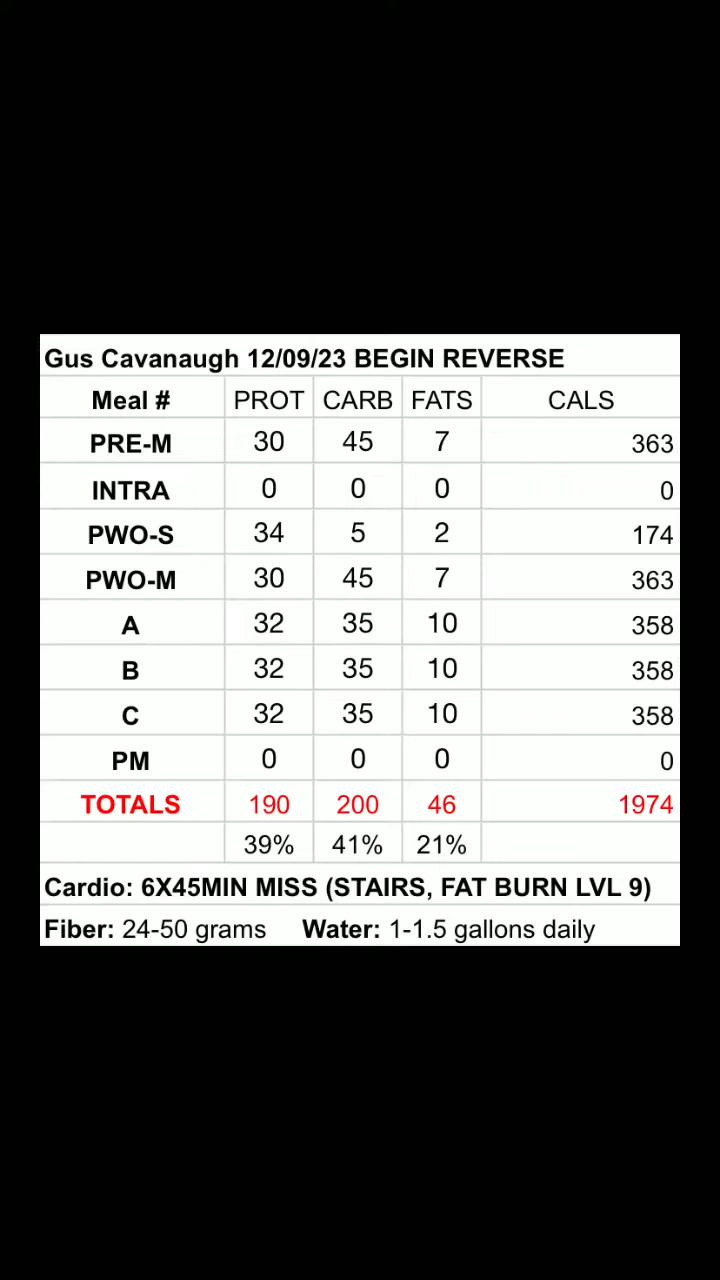 Gus Cavanaugh 12/09/23 BEGIN REVERSE
Meal # PROT CARB FATS CALS
PRE-M 30 45 7 363
INTRA 0 0 0 0
PWO-S 34 5 2 174
PWO-M 30 45 7 363
A 32 35 10 358
B 32 35 10 358
C 32 35 10 358
PM 0 0 0 0
TOTALS 190 200 46 1974
39% 41% 21%
Cardio: 6X45MIN MISS (STAIRS, FAT BURN LVL 9)
Fiber: 24-50 grams Water: 1-1.5 gallons daily